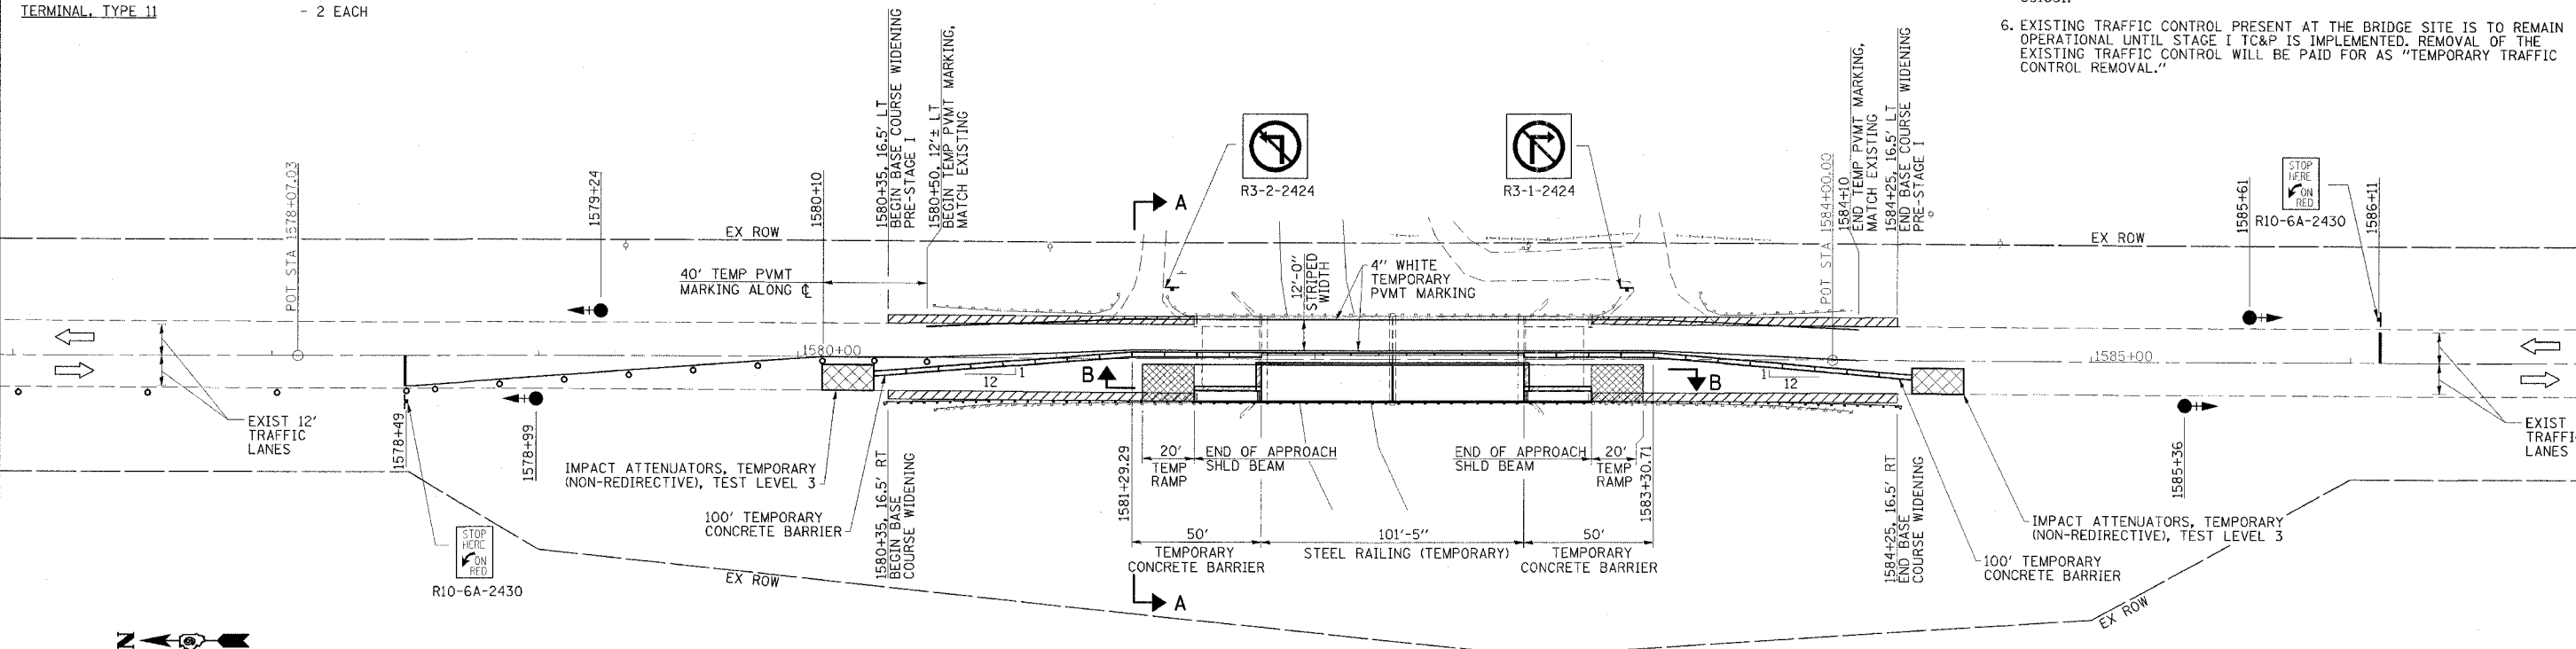 TERMINAL, TYPE 11 - 2 EACH
6. EXISTING TRAFFIC CONTROL PRESENT AT THE BRIDGE SITE IS TO REMAIN
OPERATIONAL UNTIL STAGE I TC&P IS IMPLEMENTED. REMOVAL OF THE
EXISTING TRAFFIC CONTROL WILL BE PAID FOR AS "TEMPORARY TRAFFIC
CONTROL REMOVAL."
POT STA 1578+07.03
1579+24
1580+10
1580+35, 16.5' LT
BEGIN BASE COURSE WIDENING
PRE-STAGE I
1580+50, 12'± LT
BEGIN TEMP PVMT MARKING,
MATCH EXISTING
R3-2-2424
R3-1-2424
A
POT STA 1584+00.00
1584+10
END TEMP PVMT MARKING,
MATCH EXISTING
1584+25, 16.5' LT
END BASE COURSE WIDENING
PRE-STAGE I
1585+61
STOP
HERE
ON
RED
R10-6A-2430
1586+11
EX ROW
EX ROW
40' TEMP PVMT
MARKING ALONG ℄
12'-0"
STRIPED
WIDTH
4" WHITE
TEMPORARY
PVMT MARKING
1580+00
1585+00
12
1
B
B
1
12
EXIST 12'
TRAFFIC
LANES
1578+49
1578+99
IMPACT ATTENUATORS, TEMPORARY
(NON-REDIRECTIVE), TEST LEVEL 3
100' TEMPORARY
CONCRETE BARRIER
1580+35, 16.5' RT
BEGIN BASE
COURSE WIDENING
1581+29.29
20'
TEMP
RAMP
END OF APPROACH
SHLD BEAM
END OF APPROACH
SHLD BEAM
20'
TEMP
RAMP
1583+30.71
50'
TEMPORARY
CONCRETE BARRIER
101'-5"
STEEL RAILING (TEMPORARY)
50'
TEMPORARY
CONCRETE BARRIER
1584+25, 16.5' RT
END BASE
COURSE WIDENING
1585+36
EXIST
LANES
IMPACT ATTENUATORS, TEMPORARY
(NON-REDIRECTIVE), TEST LEVEL 3
100' TEMPORARY
CONCRETE BARRIER
STOP
HERE
ON
RED
R10-6A-2430
EX ROW
A
EX ROW
N